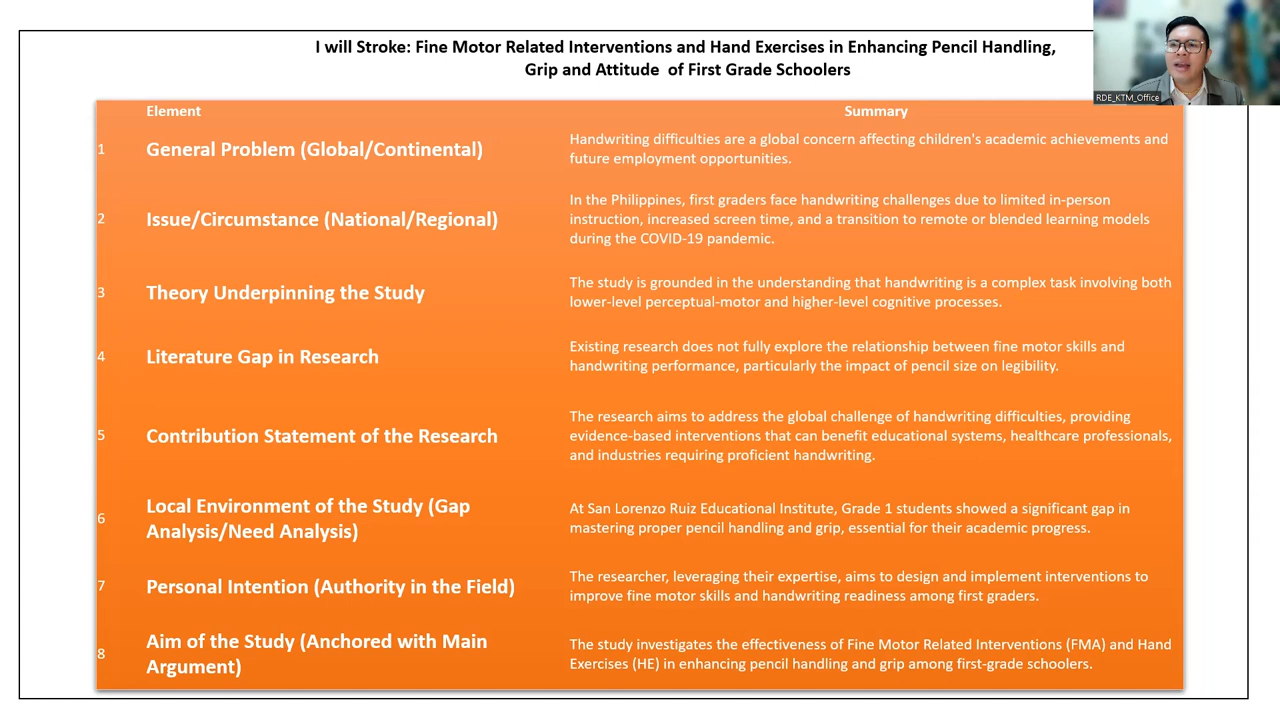 I will Stroke: Fine Motor Related Interventions and Hand Exercises in Enhancing Pencil Handling,
Grip and Attitude of First Grade Schoolers
RDE_KTM_Office
Element Summary
1 General Problem (Global/Continental)
Handwriting difficulties are a global concern affecting children's academic achievements and
future employment opportunities.
2 Issue/Circumstance (National/Regional)
In the Philippines, first graders face handwriting challenges due to limited in-person
instruction, increased screen time, and a transition to remote or blended learning models
during the COVID-19 pandemic.
3 Theory Underpinning the Study
The study is grounded in the understanding that handwriting is a complex task involving both
lower-level perceptual-motor and higher-level cognitive processes.
4 Literature Gap in Research
Existing research does not fully explore the relationship between fine motor skills and
handwriting performance, particularly the impact of pencil size on legibility.
5 Contribution Statement of the Research
The research aims to address the global challenge of handwriting difficulties, providing
evidence-based interventions that can benefit educational systems, healthcare professionals,
and industries requiring proficient handwriting.
6 Local Environment of the Study (Gap
Analysis/Need Analysis)
At San Lorenzo Ruiz Educational Institute, Grade 1 students showed a significant gap in
mastering proper pencil handling and grip, essential for their academic progress.
7 Personal Intention (Authority in the Field)
The researcher, leveraging their expertise, aims to design and implement interventions to
improve fine motor skills and handwriting readiness among first graders.
8 Aim of the Study (Anchored with Main
Argument)
The study investigates the effectiveness of Fine Motor Related Interventions (FMA) and Hand
Exercises (HE) in enhancing pencil handling and grip among first-grade schoolers.